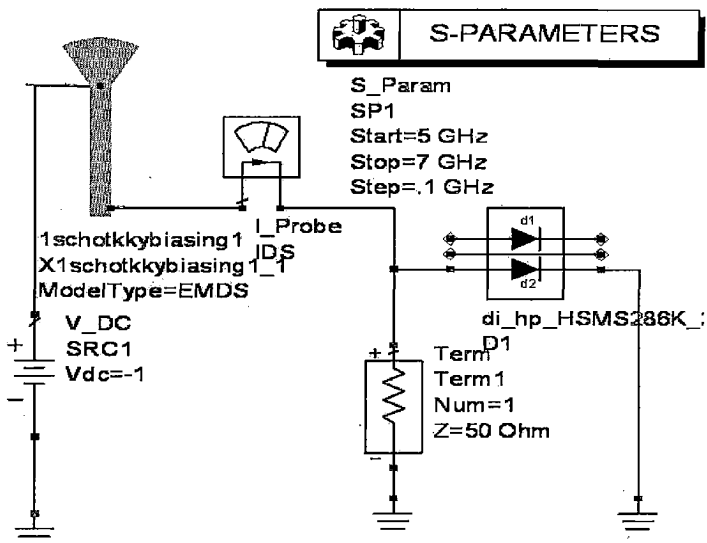 S-PARAMETERS
S_Param
SP1
Start=5 GHz
Stop=7 GHz
Step=.1 GHz
I_Probe
IDS
1schotkkybiasing1
X1schotkkybiasing1_1
ModelType=EMDS
d1
d2
di_hp_HSMS286K_
D1
+
V_DC
SRC1
Vdc=-1
-
+
Term
Term1
Num=1
Z=50 Ohm
-